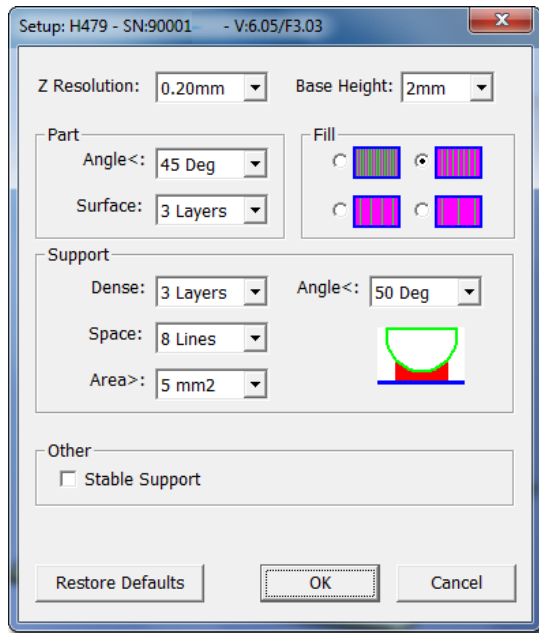 Setup: H479 - SN:90001 - V:6.05/F3.03
Z Resolution: 0.20mm Base Height: 2mm
Part Fill
Angle<: 45 Deg
Surface: 3 Layers
Support
Dense: 3 Layers Angle<: 50 Deg
Space: 8 Lines
Area>: 5 mm2
Other
Stable Support
Restore Defaults OK Cancel